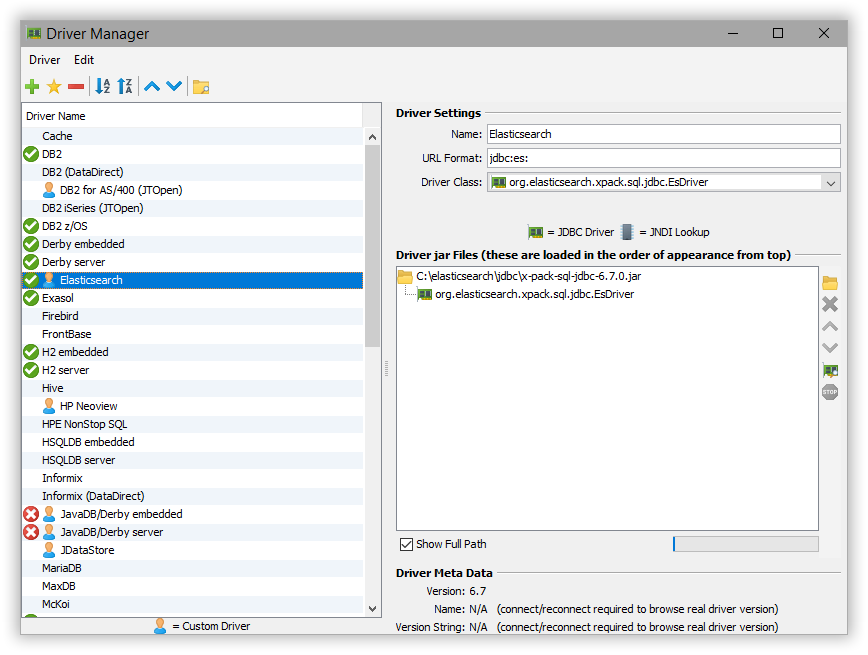 Driver Manager
Driver Edit
Driver Name
Cache
DB2
DB2 (DataDirect)
DB2 for AS/400 (JTOpen)
DB2 iSeries (JTOpen)
DB2 z/OS
Derby embedded
Derby server
Elasticsearch
Exasol
Firebird
FrontBase
H2 embedded
H2 server
Hive
HP Neoview
HPE NonStop SQL
HSQLDB embedded
HSQLDB server
Informix
Informix (DataDirect)
JavaDB/Derby embedded
JavaDB/Derby server
JDataStore
MariaDB
MaxDB
McKoi
= Custom Driver
Driver Settings
Name: Elasticsearch
URL Format: jdbc:es:
Driver Class: org.elasticsearch.xpack.sql.jdbc.EsDriver
= JDBC Driver = JNDI Lookup
Driver jar Files (these are loaded in the order of appearance from top)
C:\elasticsearch\jdbc\x-pack-sql-jdbc-6.7.0.jar
org.elasticsearch.xpack.sql.jdbc.EsDriver
STOP
Show Full Path
Driver Meta Data
Version: 6.7
Name: N/A (connect/reconnect required to browse real driver version)
Version String: N/A (connect/reconnect required to browse real driver version)